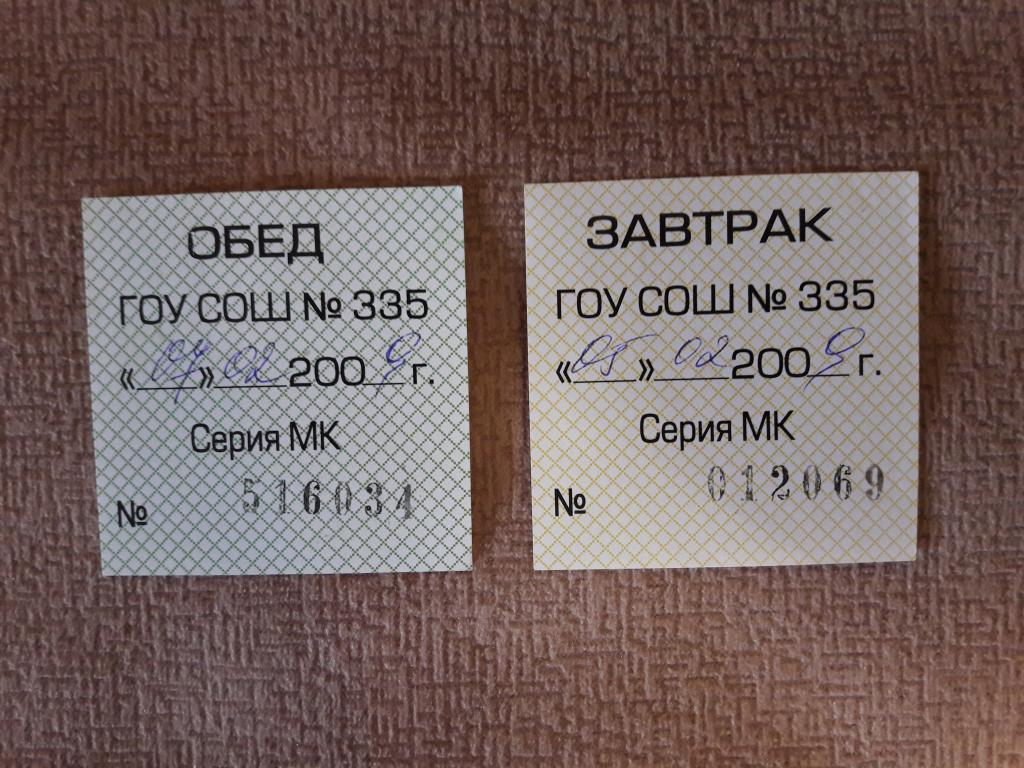 ОБЕД
ГОУ СОШ № 335
«04» 02 2009 г.
Серия МК
№ 516034
ЗАВТРАК
ГОУ СОШ № 335
«05» 02 2009 г.
Серия МК
№ 012069